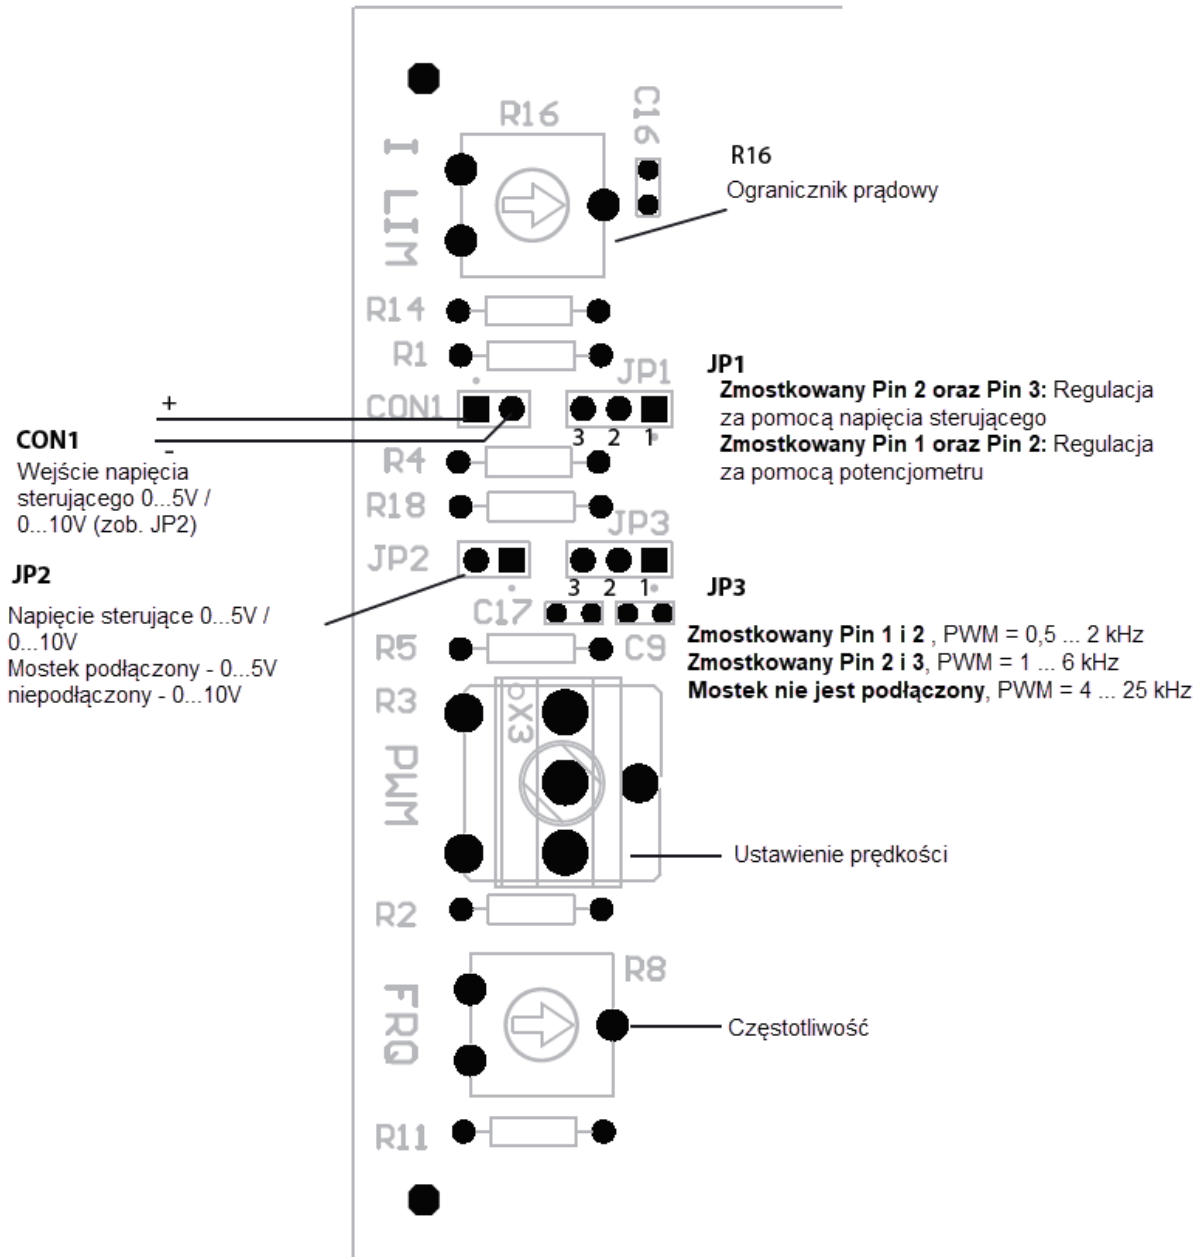 R16
C16
I LIM
R16
Ogranicznik prądowy
R14
R1
JP1
JP1
Zmostkowany Pin 2 oraz Pin 3: Regulacja
za pomocą napięcia sterującego
Zmostkowany Pin 1 oraz Pin 2: Regulacja
za pomocą potencjometru
+
CON1
3 2 1
CON1
-
Wejście napięcia
sterującego 0...5V /
0...10V (zob. JP2)
R4
R18
JP3
JP2
JP2
3 2 1
JP3
Napięcie sterujące 0...5V /
0...10V
Mostek podłączony - 0...5V
niepodłączony - 0...10V
C17
R5
C9
Zmostkowany Pin 1 i 2 , PWM = 0,5 ... 2 kHz
Zmostkowany Pin 2 i 3, PWM = 1 ... 6 kHz
Mostek nie jest podłączony, PWM = 4 ... 25 kHz
R3
X3
PWM
Ustawienie prędkości
R2
R8
FRQ
Częstotliwość
R11